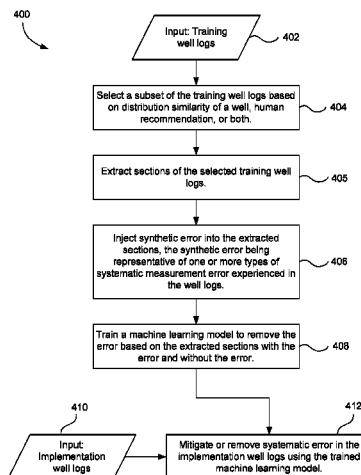 400
Input: Training
well logs
402
Select a subset of the training well logs based
on distribution similarity of a well, human
recommendation, or both.
404
Extract sections of the selected training well
logs.
405
Inject synthetic error into the extracted
sections, the synthetic error being
representative of one or more types of
systematic measurement error experienced in
the well logs.
406
Train a machine learning model to remove the
error based on the extracted sections with the
error and without the error.
408
410
Input:
Implementation
well logs
412
Mitigate or remove systematic error in the
implementation well logs using the trained
machine learning model.